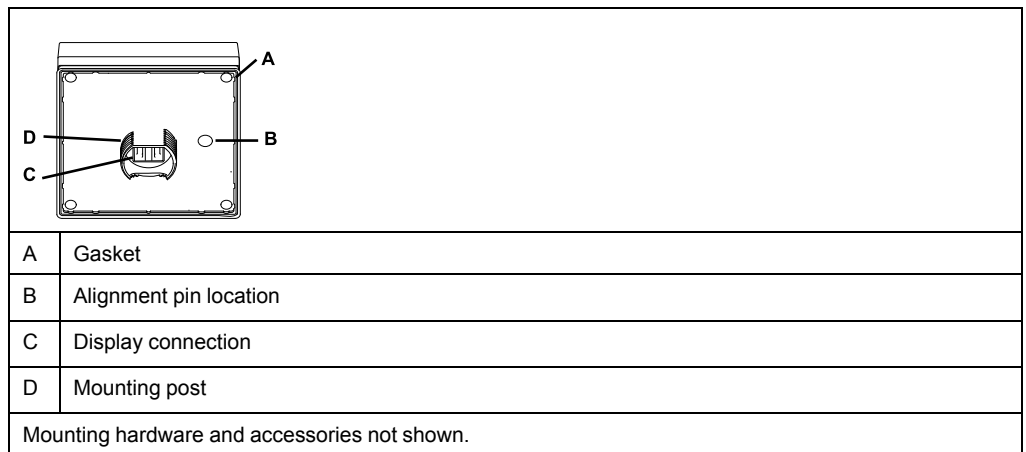 A
D
B
C
A Gasket
B Alignment pin location
C Display connection
D Mounting post
Mounting hardware and accessories not shown.